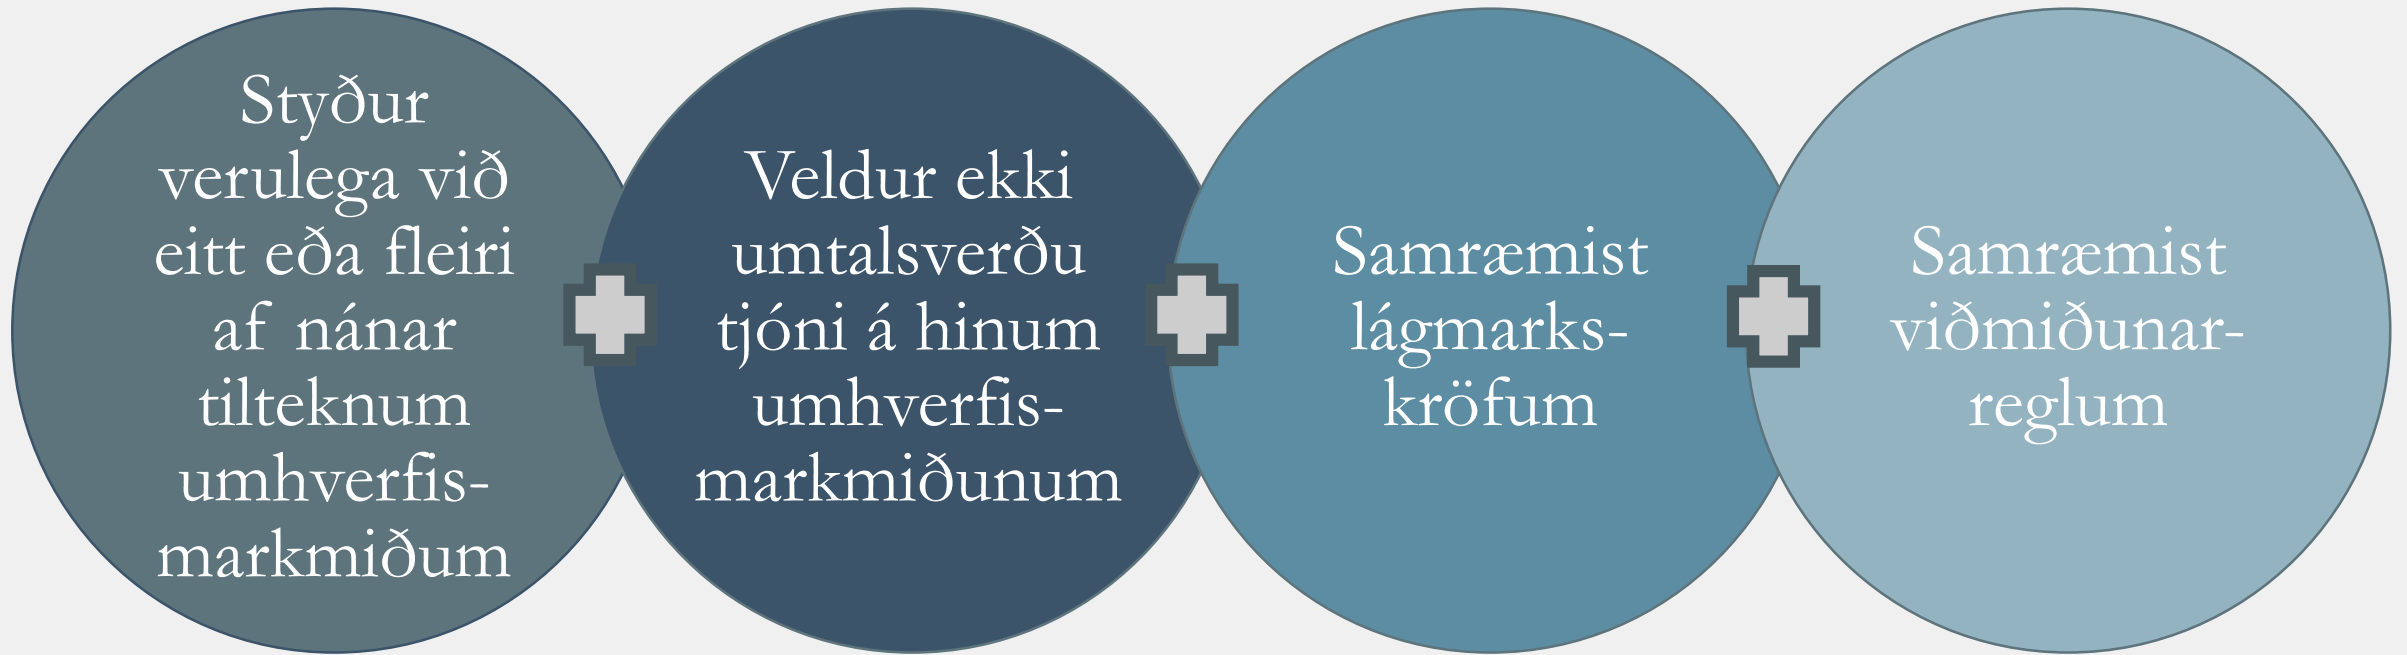 Styður
verulega við
eitt eða fleiri
af nánar
tilteknum
umhverfis-
markmiðum
Veldur ekki
umtalsverðu
tjóni á hinum
umhverfis-
markmiðunum
Samræmist
lágmarks-
kröfum
Samræmist
viðmiðunar-
reglum